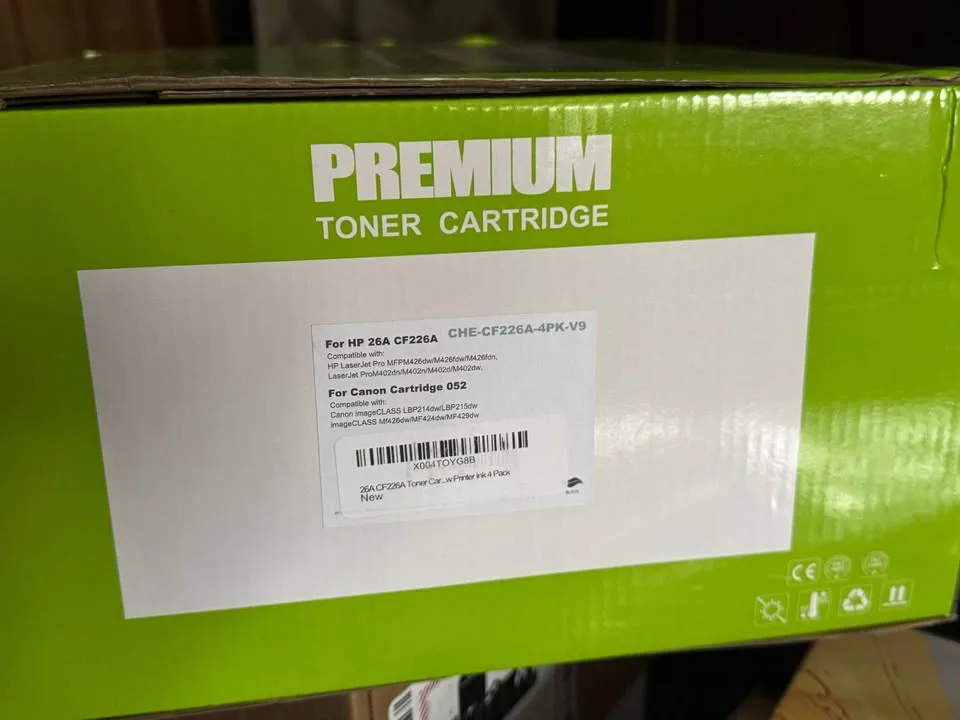 PREMIUM
TONER CARTRIDGE
For HP 26A CF226A CHE-CF226A-4PK-V9
Compatible with:
HP LaserJet Pro MFPM426dw/M426fdw/M426fdn,
LaserJet ProM402dn/M402n/M402d/M402dw.
For Canon Cartridge 052
Compatible with:
Canon imageCLASS LBP214dw/LBP215dw
imageCLASS Mf426dw/MF424dw/MF429dw
X004TOYG8B
26A CF226A Toner Car...w Printer Ink 4 Pack
New
Black
CE